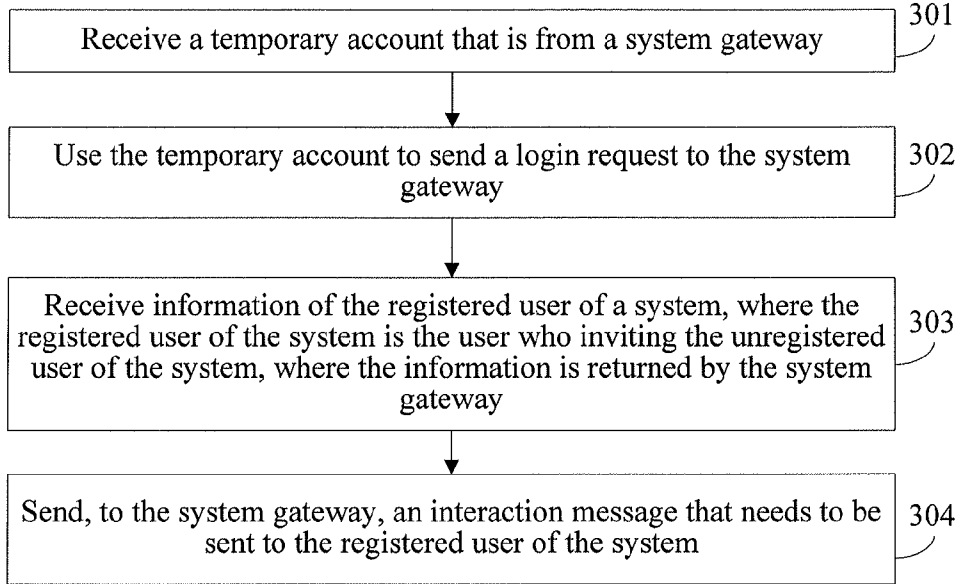 Receive a temporary account that is from a system gateway
301
Use the temporary account to send a login request to the system
gateway
302
Receive information of the registered user of a system, where the
registered user of the system is the user who inviting the unregistered
user of the system, where the information is returned by the system
gateway
303
Send, to the system gateway, an interaction message that needs to be
sent to the registered user of the system
304